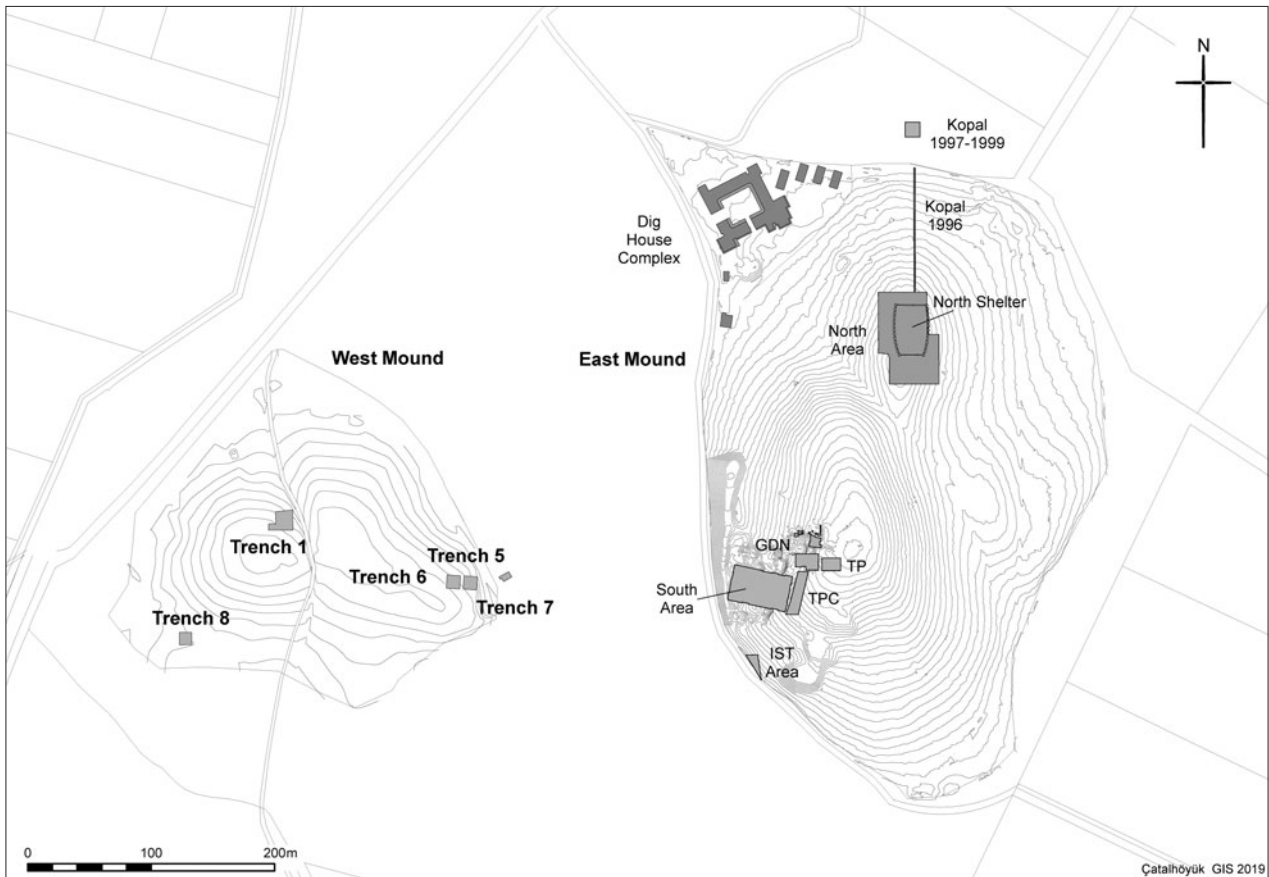 N
Kopal
1997-1999
Kopal
1996
Dig
House
Complex
North Shelter
North
Area
West Mound
East Mound
Trench 1
Trench 5
Trench 6
Trench 7
Trench 8
GDN
TP
South
Area
TPC
IST
Area
0 100 200m
Çatalhöyük GIS 2019